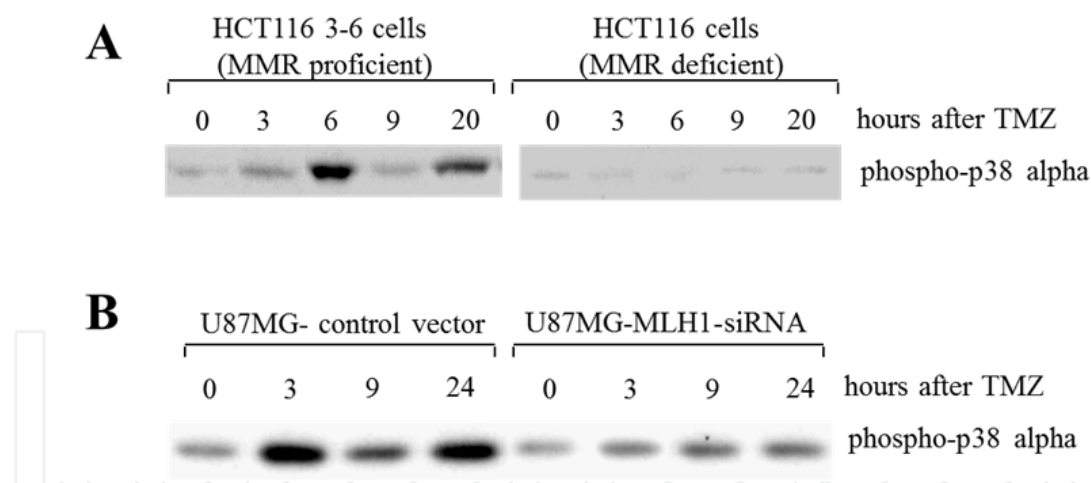 A
HCT116 3-6 cells
(MMR proficient)
HCT116 cells
(MMR deficient)
0 3 6 9 20 0 3 6 9 20 hours after TMZ
phospho-p38 alpha
B
U87MG- control vector U87MG-MLH1-siRNA
0 3 9 24 0 3 9 24 hours after TMZ
phospho-p38 alpha